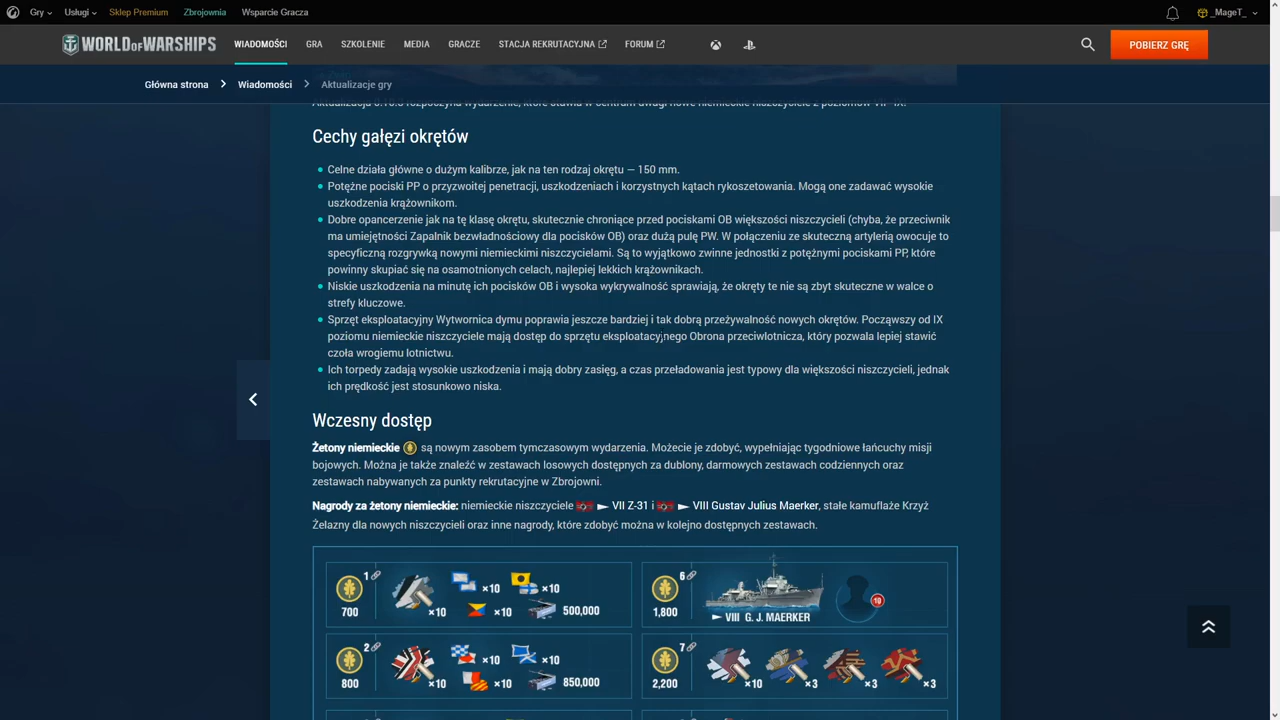 Gry Usługi Sklep Premium Zbrojownia Wsparcie Gracza _MageT_
WORLD OF WARSHIPS WIADOMOŚCI GRA SZKOLENIE MEDIA GRACZE STACJA REKRUTACYJNA FORUM POBIERZ GRĘ
Główna strona Wiadomości Aktualizacje gry
Cechy gałęzi okrętów
Celne działa główne o dużym kalibrze, jak na ten rodzaj okrętu — 150 mm.
Potężne pociski PP o przyzwoitej penetracji, uszkodzeniach i korzystnych kątach rykoszetowania. Mogą one zadawać wysokie
uszkodzenia krążownikom.
Dobre opancerzenie jak na tę klasę okrętu, skutecznie chroniące przed pociskami OB większości niszczycieli (chyba, że przeciwnik
ma umiejętności Zapalnik bezwładnościowy dla pocisków OB) oraz dużą pulę PW. W połączeniu ze skuteczną artylerią owocuje to
specyficzną rozgrywką nowymi niemieckimi niszczycielami. Są to wyjątkowo zwinne jednostki z potężnymi pociskami PP, które
powinny skupiać się na osamotnionych celach, najlepiej lekkich krążownikach.
Niskie uszkodzenia na minutę ich pocisków OB i wysoka wykrywalność sprawiają, że okręty te nie są zbyt skuteczne w walce o
strefy kluczowe.
Sprzęt eksploatacyjny Wytwornica dymu poprawia jeszcze bardziej i tak dobrą przeżywalność nowych okrętów. Począwszy od IX
poziomu niemieckie niszczyciele mają dostęp do sprzętu eksploatacyjnego Obrona przeciwlotnicza, który pozwala lepiej stawić
czoła wrogiemu lotnictwu.
Ich torpedy zadają wysokie uszkodzenia i mają dobry zasięg, a czas przeładowania jest typowy dla większości niszczycieli, jednak
ich prędkość jest stosunkowo niska.
Wczesny dostęp
Żetony niemieckie są nowym zasobem tymczasowym wydarzenia. Możecie je zdobyć, wypełniając tygodniowe łańcuchy misji
bojowych. Można je także znaleźć w zestawach losowych dostępnych za dublony, darmowych zestawach codziennych oraz
zestawach nabywanych za punkty rekrutacyjne w Zbrojowni.
Nagrody za żetony niemieckie: niemieckie niszczyciele VII Z-31 i VIII Gustav Julius Maerker, stałe kamuflaże Krzyż
Żelazny dla nowych niszczycieli oraz inne nagrody, które zdobyć można w kolejno dostępnych zestawach.
1 700 ×10 ×10 ×10 ×10 500,000
6 1,800 VIII G. J. MAERKER 10
2 800 ×10 ×10 ×10 ×10 850,000
7 2,200 ×10 ×3 ×3 ×3